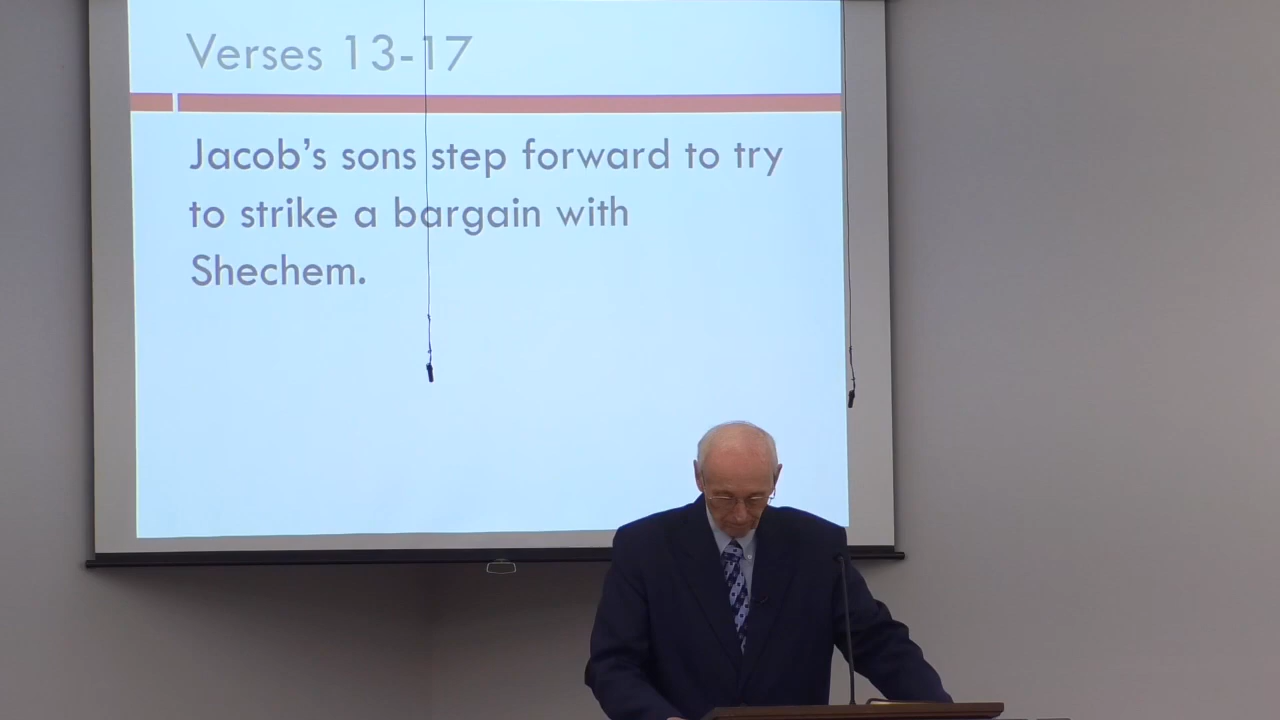 Verses 13-17
Jacob’s sons step forward to try
to strike a bargain with
Shechem.